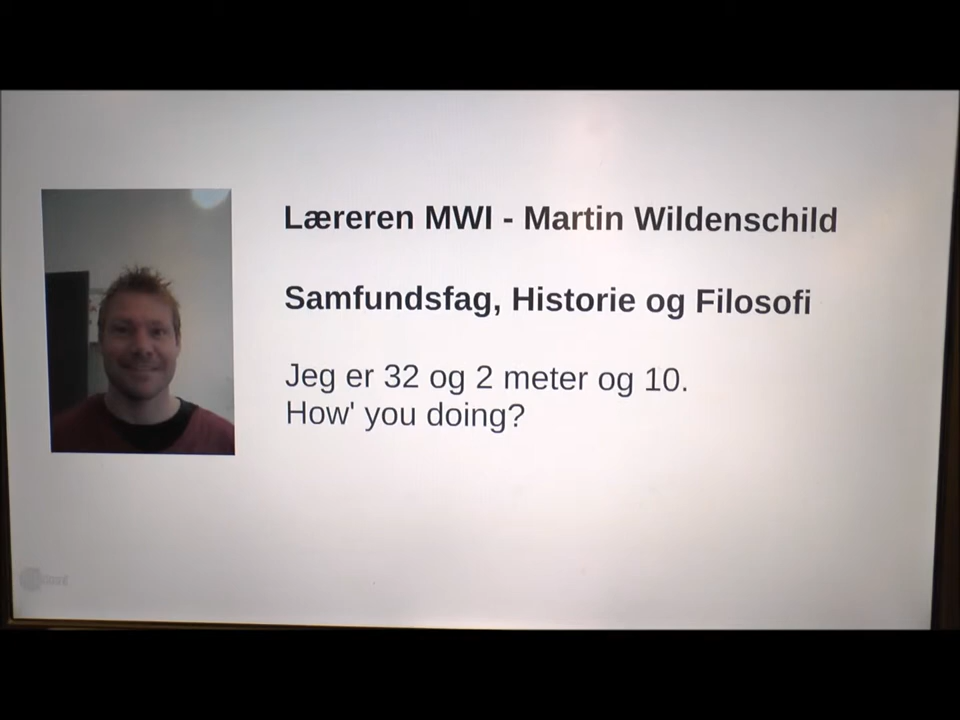 Læreren MWI - Martin Wildenschild
Samfundsfag, Historie og Filosofi
Jeg er 32 og 2 meter og 10.
How' you doing?